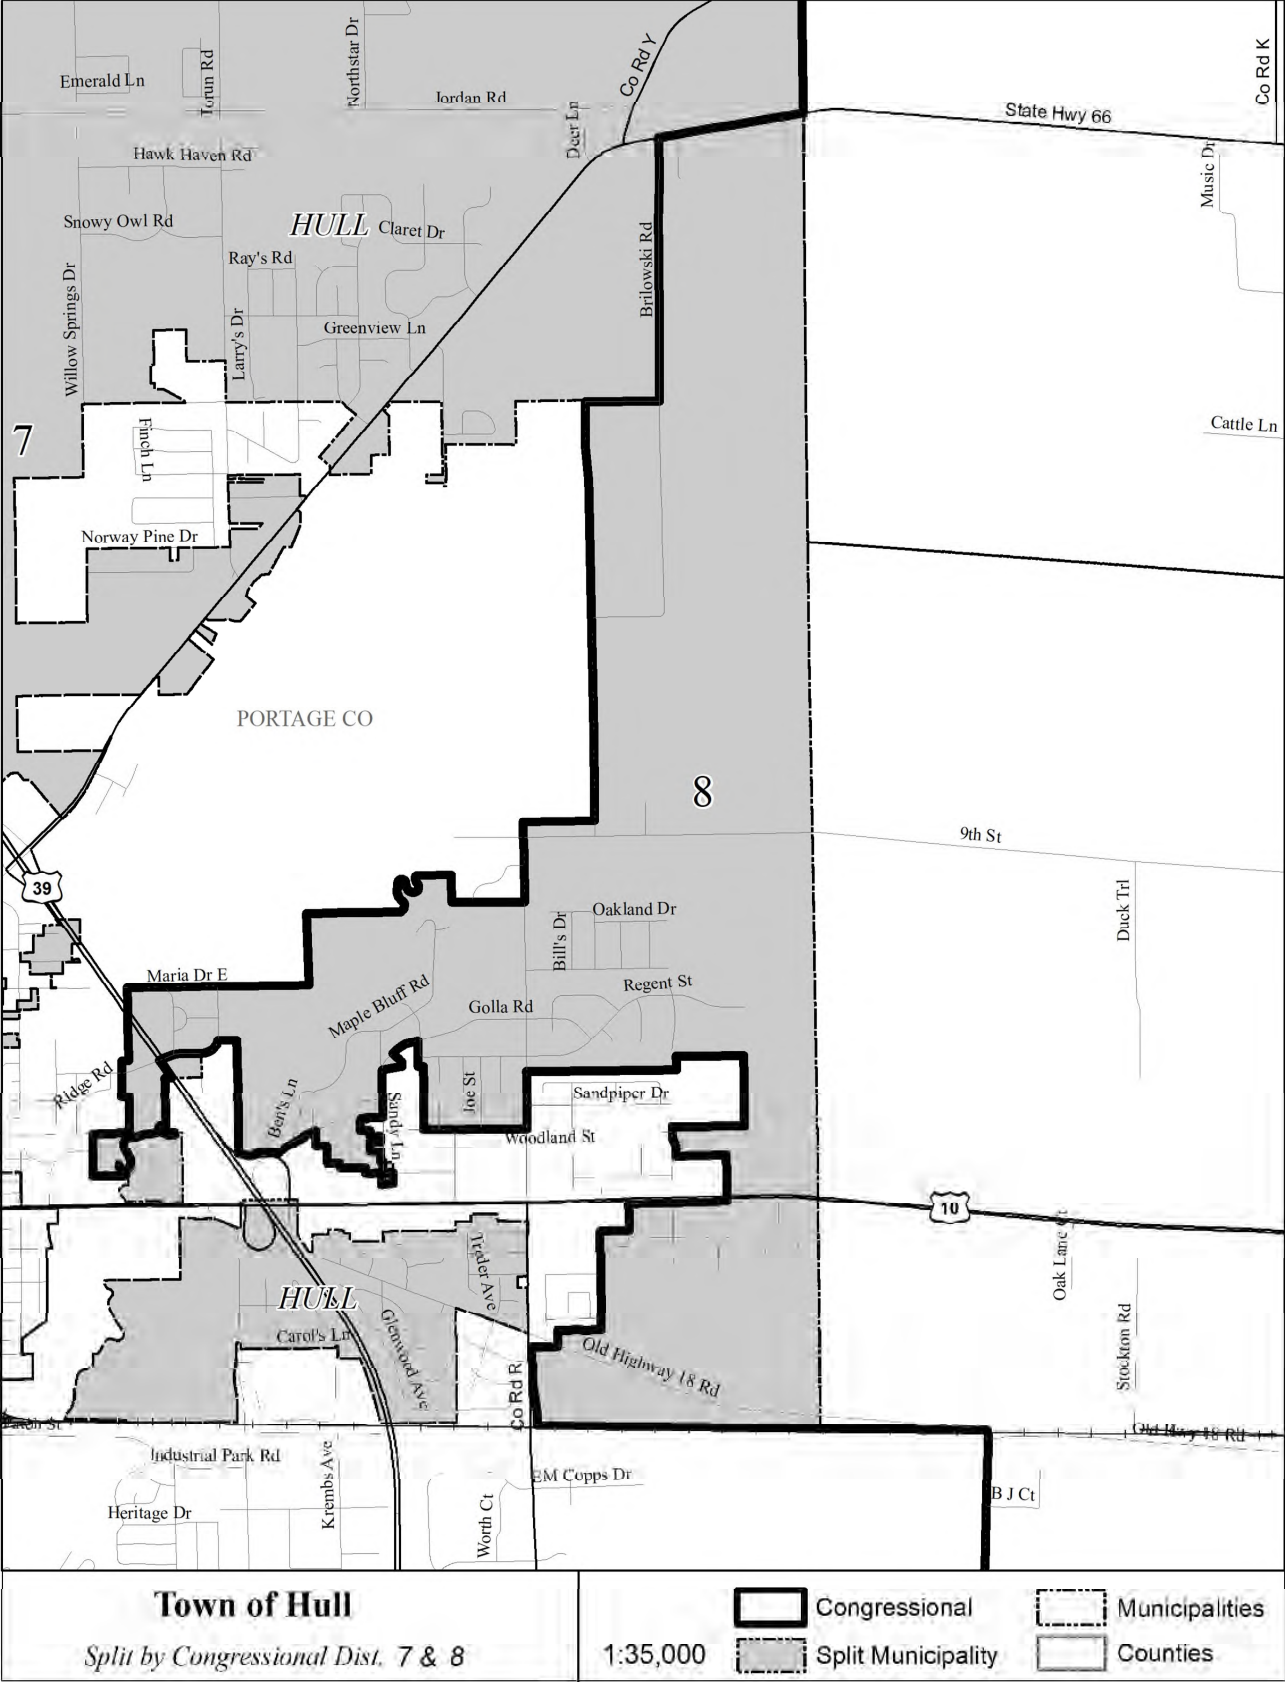 Emerald Ln
Torun Rd
Northstar Dr
Jordan Rd
Deer Ln
Co Rd Y
Co Rd K
State Hwy 66
Hawk Haven Rd
Music Dr
Snowy Owl Rd
HULL
Claret Dr
Ray's Rd
Brilowski Rd
Willow Springs Dr
Larry's Dr
Greenview Ln
7
Finch Ln
Cattle Ln
Norway Pine Dr
PORTAGE CO
8
9th St
39
Duck Trl
Oakland Dr
Bill's Dr
Maria Dr E
Maple Bluff Rd
Regent St
Golla Rd
Ridge Rd
Ben's Ln
Sandy Ln
Joe St
Sandpiper Dr
Woodland St
10
Oak Lane Ct
Trader Ave
HULL
Carol's Ln
Glenwood Ave
Old Highway 18 Rd
Co Rd R
Stockton Rd
Patch St
Old Hwy 18 Rd
Industrial Park Rd
Krembs Ave
EM Copps Dr
Heritage Dr
Worth Ct
B J Ct
Town of Hull
Split by Congressional Dist. 7 & 8
1:35,000
Congressional
Split Municipality
Municipalities
Counties